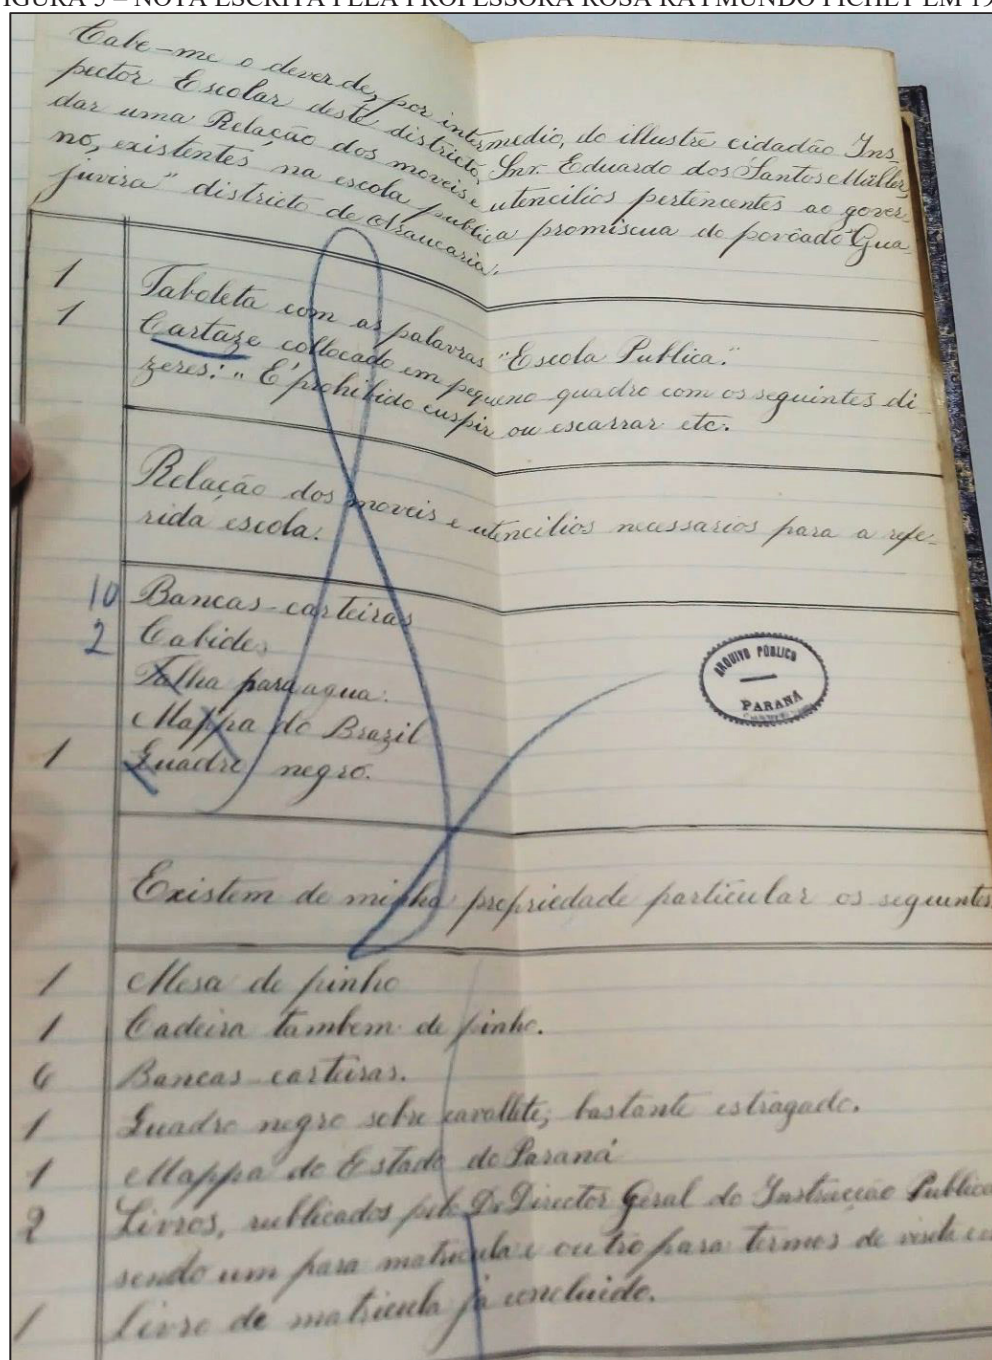 FIGURA 5 – NOTA ESCRITA PELA PROFESSORA ROSA RAYMUNDO PICHET EM 19
Cabe-me o dever de, por intermedio, do illustre cidadão Ins-
pector Escolar deste districto, Snr. Eduardo dos Santos Müller,
dar uma Relação dos moveis e utencilios pertencentes ao gover-
no, existentes na escola publica promiscua do povôado "Gua-
juvira" districto de Araucaria.
1 Taboleta com as palavras "Escola Publica."
1 Cartaze collocado em pequeno quadro com os seguintes di-
zeres: "E' prohibido cuspir ou escarrar etc.
Relação dos moveis e utencilios necessarios para a refe-
rida escola.
10 Bancas-carteiras
2 Cabides
Talha para agua.
Mappa do Brazil
1 Quadro negro.
ARQUIVO PÚBLICO
PARANÁ
Existem de minha propriedade particular os seguintes
1 Mesa de pinho
1 Cadeira tambem de pinho.
6 Bancas-carteiras.
1 Quadro negro sobre cavallete, bastante estragado.
1 Mappa do Estado do Paraná
2 Livros, rublicados pelo Dr. Director Geral do Instrucção Publica
sendo um para matricula e outro para termos de visita
1 livro de matricula já concluido.